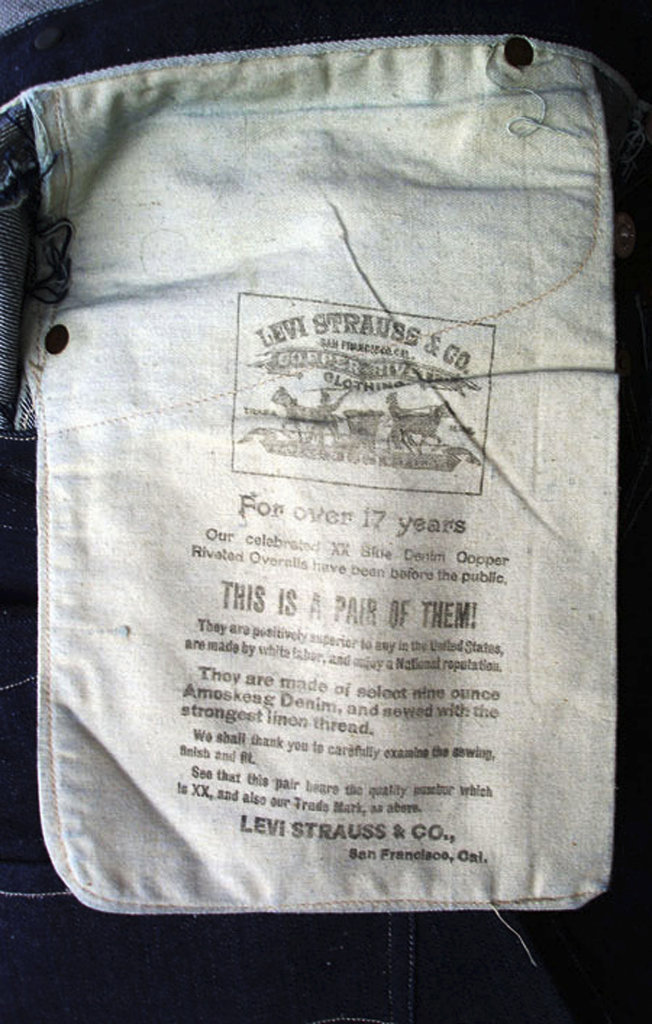 LEVI STRAUSS & CO.
SAN FRANCISCO, CAL.
COPPER RIVETED
CLOTHING
For over 17 years
Our celebrated XX Blue Denim Copper
Riveted Overalls have been before the public.
THIS IS A PAIR OF THEM!
They are positively superior to any in the United States,
are made by white labor, and enjoy a National reputation.
They are made of select nine ounce
Amoskeag Denim, and sewed with the
strongest linen thread.
We shall thank you to carefully examine the sewing,
finish and fit.
See that this pair bears the quality number which
is XX, and also our Trade Mark, as above.
LEVI STRAUSS & CO.,
San Francisco, Cal.